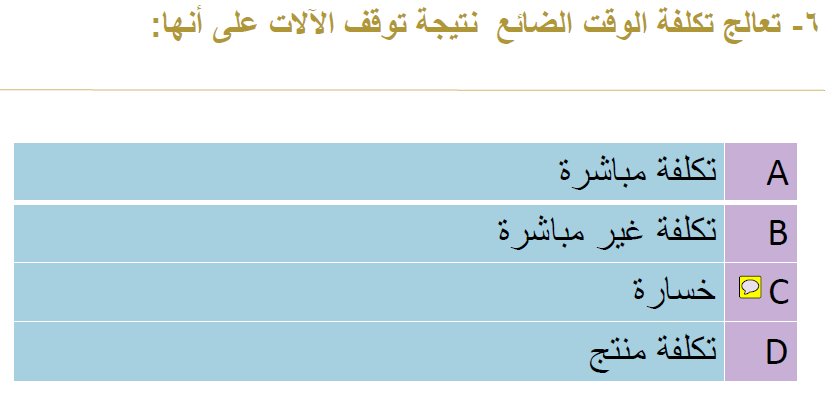 ٦- تعالج تكلفة الوقت الضائع نتيجة توقف الآلات على أنها:
A تكلفة مباشرة
B تكلفة غير مباشرة
C خسارة
D تكلفة منتج